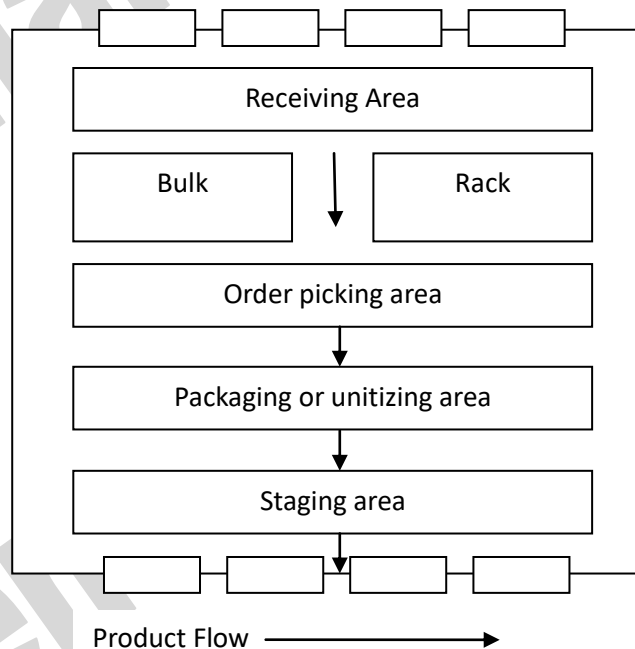 Receiving Area
Bulk
Rack
Order picking area
Packaging or unitizing area
Staging area
Product Flow